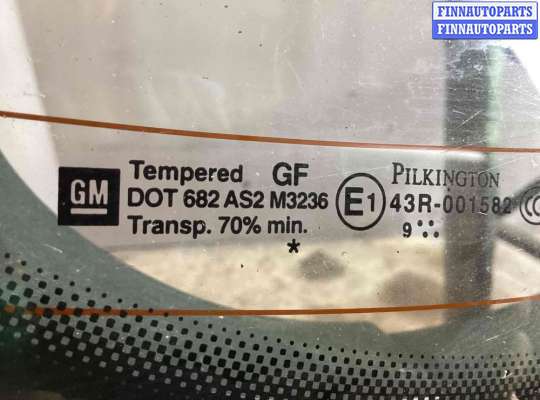 FINNAUTOPARTS
FINNAUTOPARTS
GM
Tempered GF
DOT 682 AS2 M3236
Transp. 70% min.
*
E1
PILKINGTON
43R-001582
9